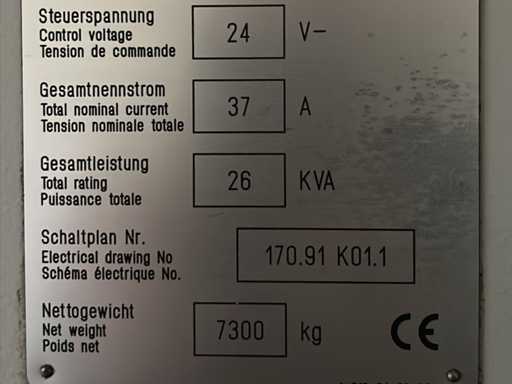 Steuerspannung
Control voltage 24 V-
Tension de commande
Gesamtnennstrom
Total nominal current 37 A
Tension nominale totale
Gesamtleistung
Total rating 26 KVA
Puissance totale
Schaltplan Nr.
Electrical drawing No 170.91 K01.1
Schéma électrique No.
Nettogewicht
Net weight 7300 kg CE
Poids net